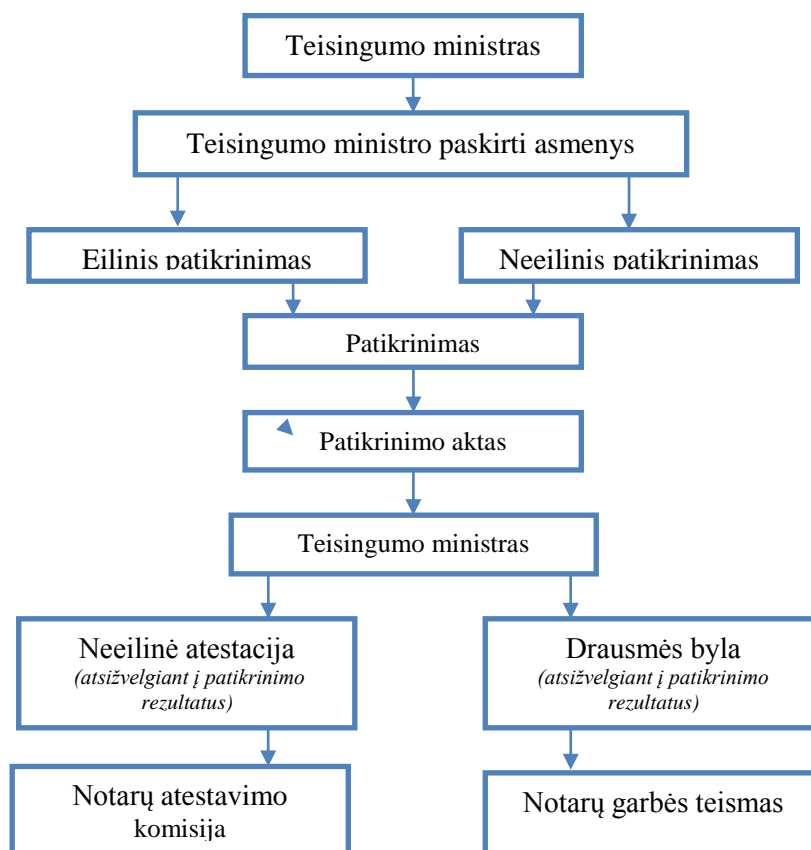 Teisingumo ministras
Teisingumo ministro paskirti asmenys
Eilinis patikrinimas
Neeilinis patikrinimas
Patikrinimas
Patikrinimo aktas
Teisingumo ministras
Neeilinė atestacija
(atsižvelgiant į patikrinimo
rezultatus)
Drausmės byla
(atsižvelgiant į patikrinimo
rezultatus)
Notarų atestavimo
komisija
Notarų garbės teismas